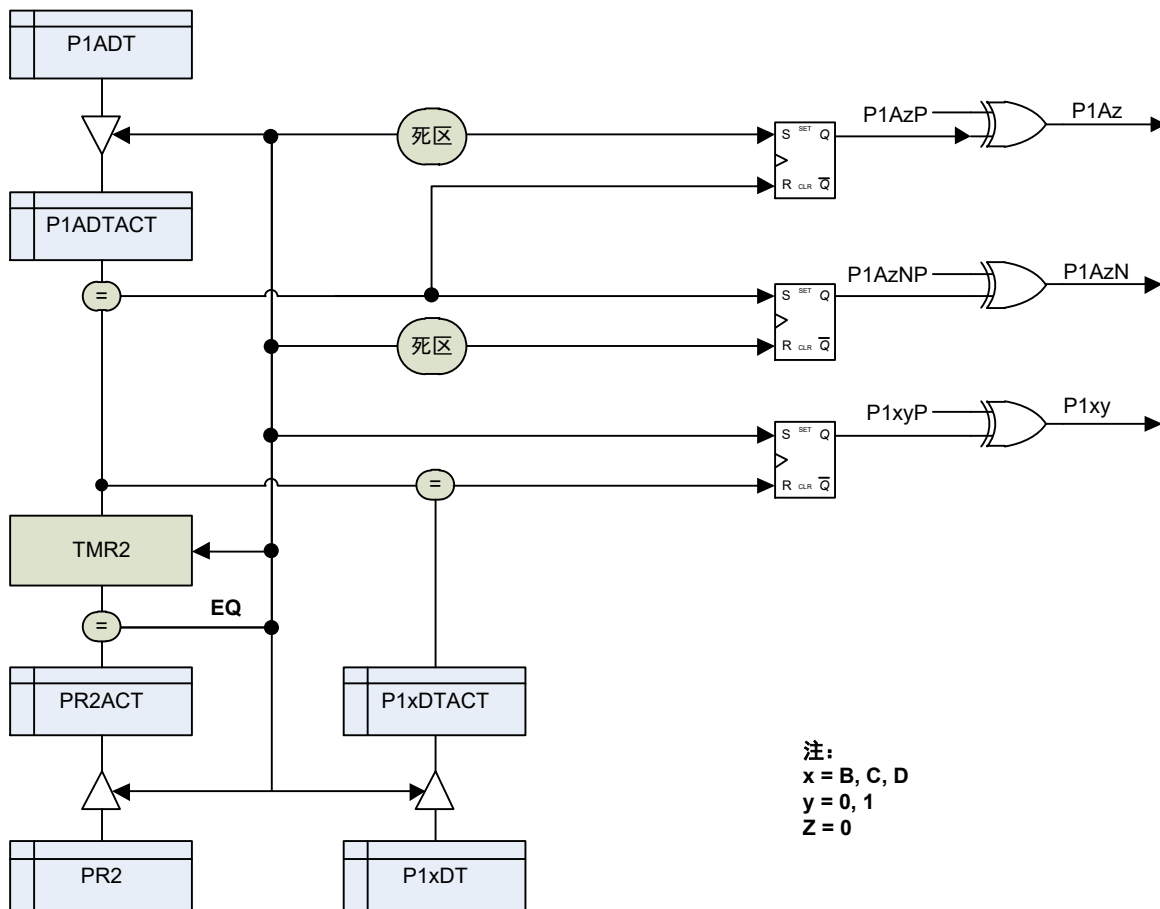 P1ADT
死区
S SET Q
R CLR Q
P1AzP
P1Az
P1ADTACT
=
S SET Q
R CLR Q
P1AzNP
P1AzN
死区
S SET Q
R CLR Q
P1xyP
P1xy
=
TMR2
EQ
=
PR2ACT
P1xDTACT
PR2
P1xDT
注:
x = B, C, D
y = 0, 1
Z = 0